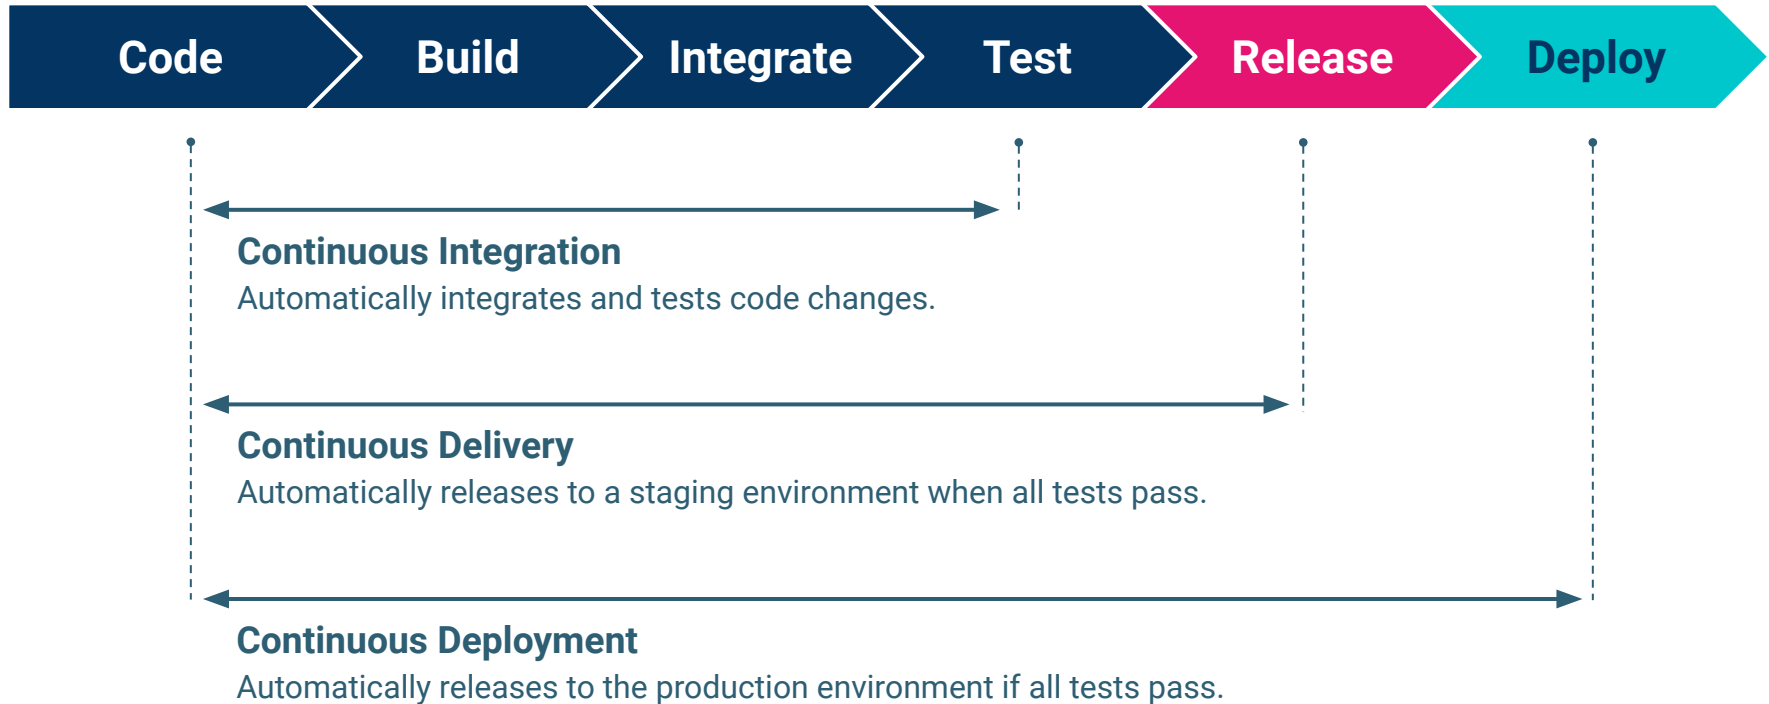 Code Build Integrate Test Release Deploy
Continuous Integration
Automatically integrates and tests code changes.
Continuous Delivery
Automatically releases to a staging environment when all tests pass.
Continuous Deployment
Automatically releases to the production environment if all tests pass.